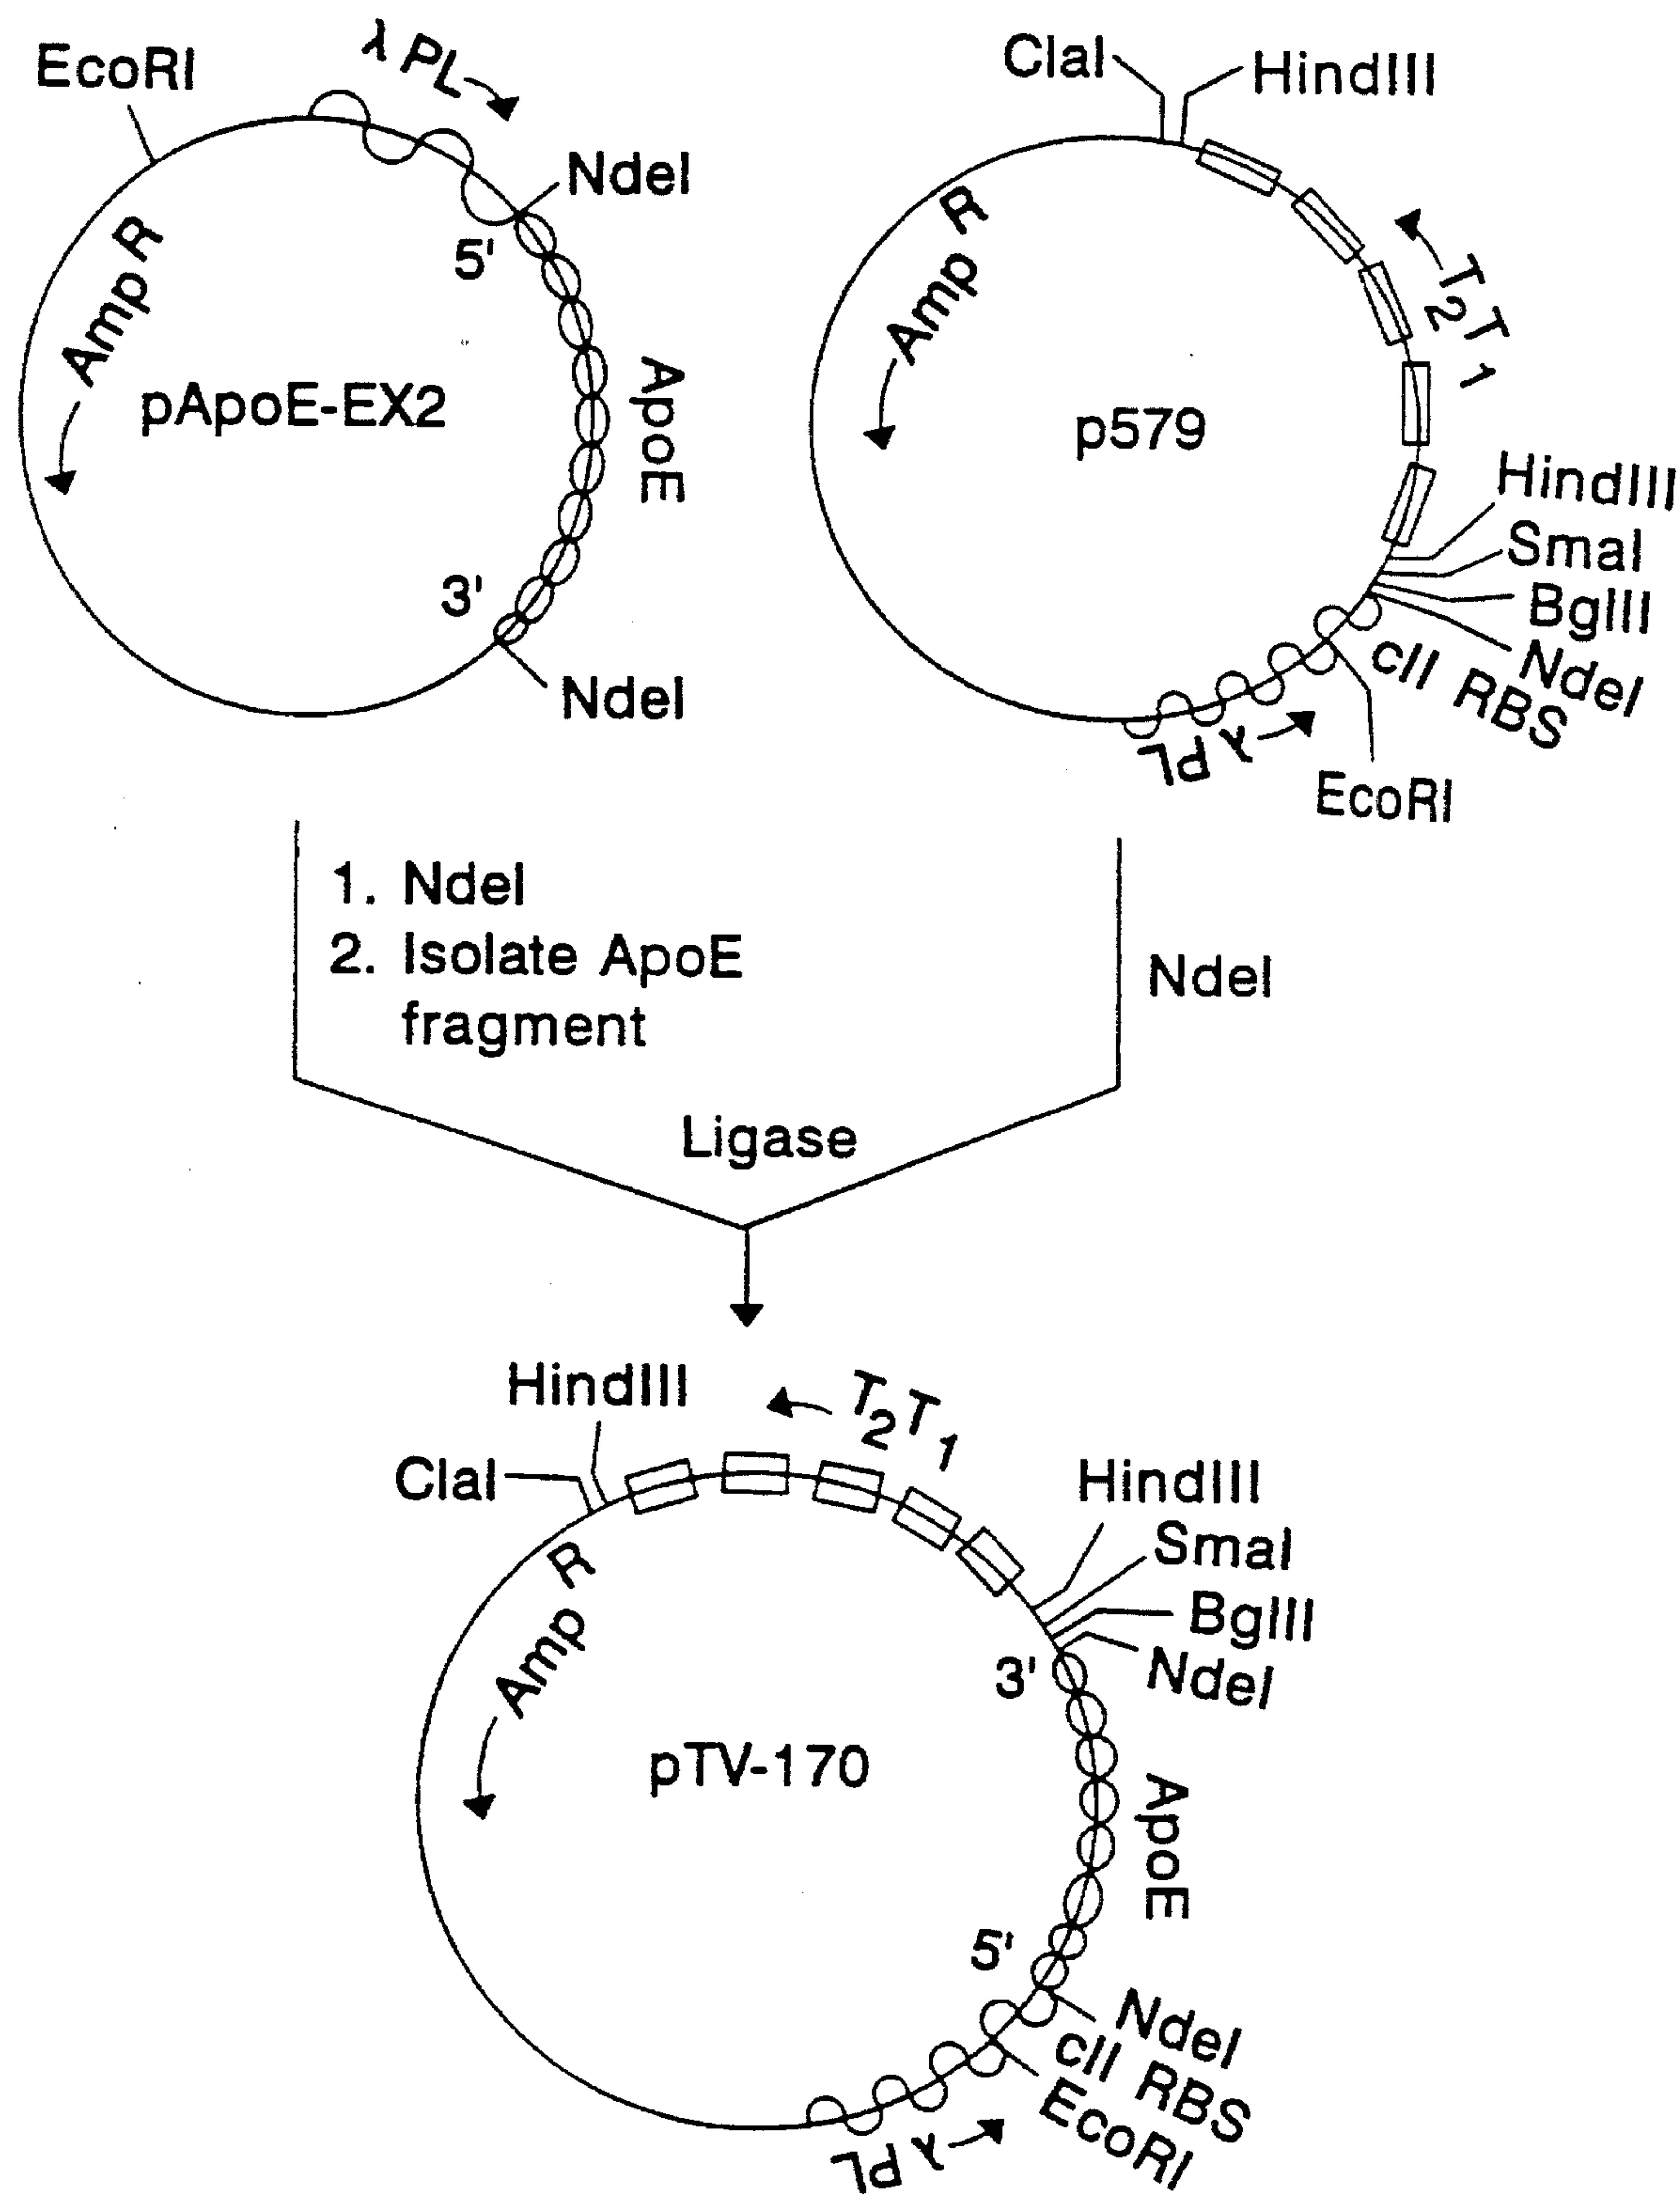 EcoRI
λ PL
NdeI
5'
Amp R
pApoE-EX2
ApoE
3'
NdeI
ClaI
HindIII
Amp R
T2T1
p579
HindIII
SmaI
BglII
NdeI
cII RBS
λ PL
EcoRI
1. NdeI
2. Isolate ApoE
fragment
NdeI
Ligase
HindIII
T2T1
ClaI
HindIII
SmaI
BglII
NdeI
Amp R
3'
pTV-170
ApoE
5'
NdeI
cII RBS
EcoRI
λ PL